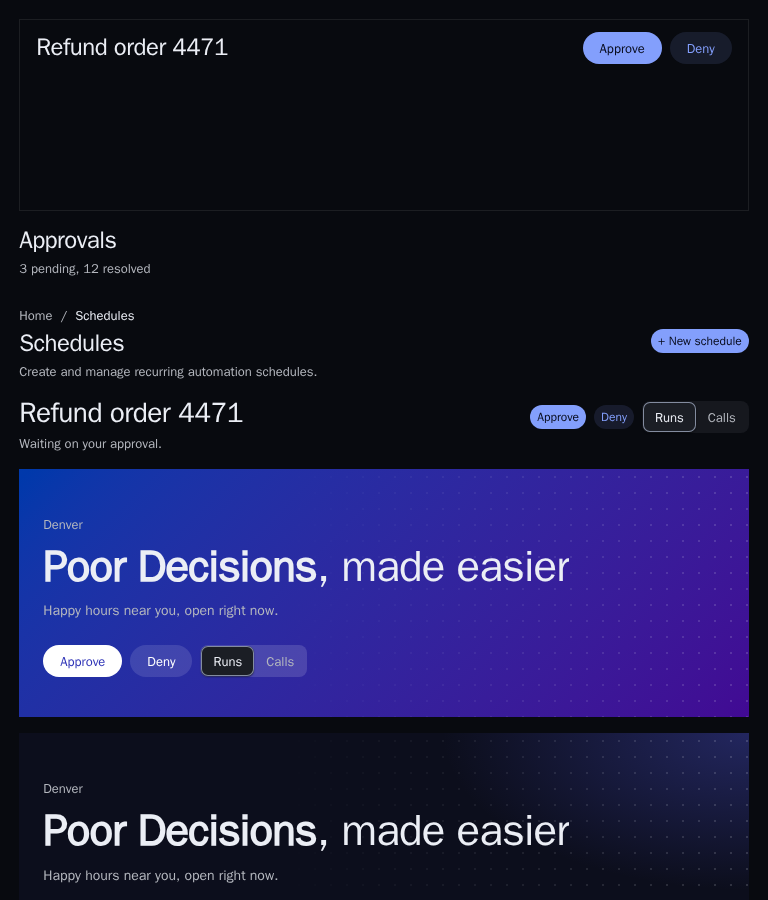 Refund order 4471 Approve Deny
Approvals
3 pending, 12 resolved
Home / Schedules
Schedules + New schedule
Create and manage recurring automation schedules.
Refund order 4471 Approve Deny Runs Calls
Waiting on your approval.
Denver
Poor Decisions, made easier
Happy hours near you, open right now.
Approve Deny Runs Calls
Denver
Poor Decisions, made easier
Happy hours near you, open right now.